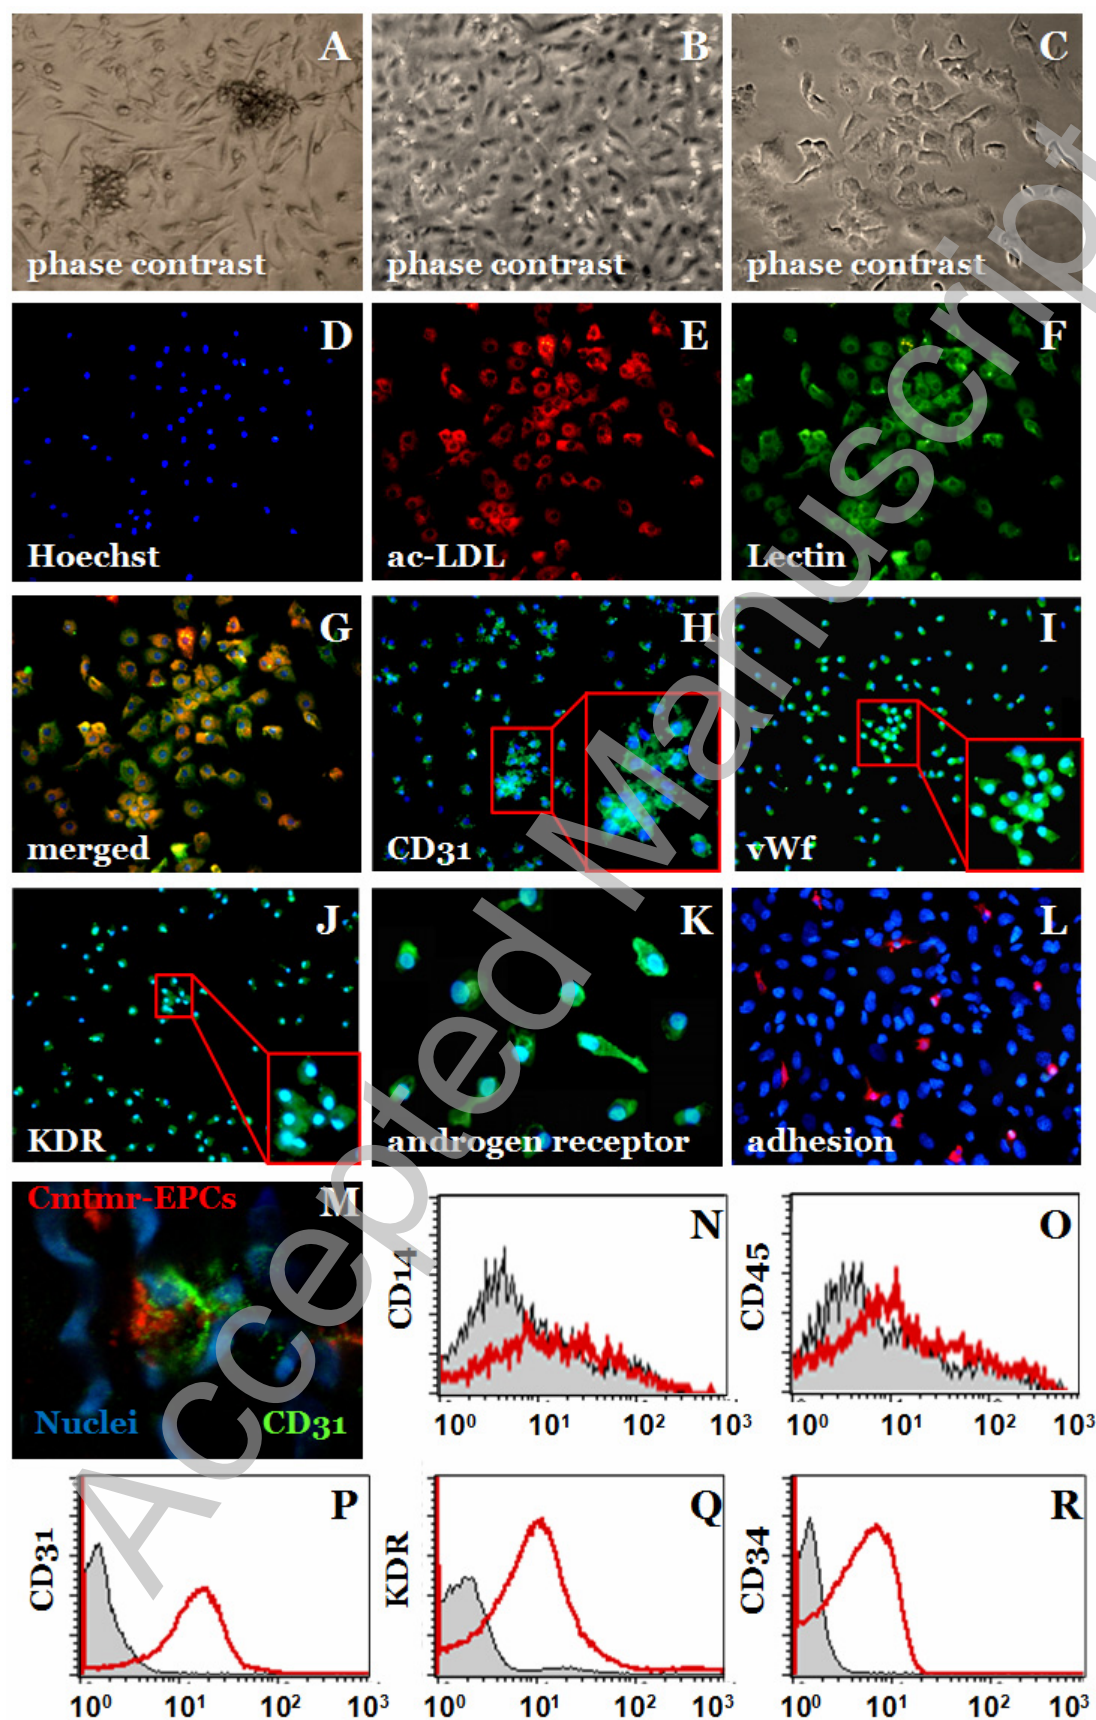 A
B
C
phase contrast
phase contrast
phase contrast
D
E
F
Hoechst
ac-LDL
Lectin
G
H
I
merged
CD31
vWf
J
K
L
KDR
androgen receptor
adhesion
Cmtmr-EPCs
M
Nuclei
CD31
N
CD14
10⁰ 10¹ 10² 10³
O
CD45
10⁰ 10¹ 10² 10³
P
CD31
10⁰ 10¹ 10² 10³
Q
KDR
10⁰ 10¹ 10² 10³
R
CD34
10⁰ 10¹ 10² 10³
Accepted Manuscript